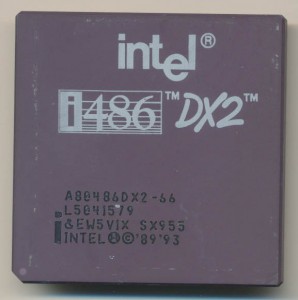 intel®
i486™ DX2™
A80486DX2-66
L5041579
&EW5VIX SX955
INTEL Ⓜ©'89'93